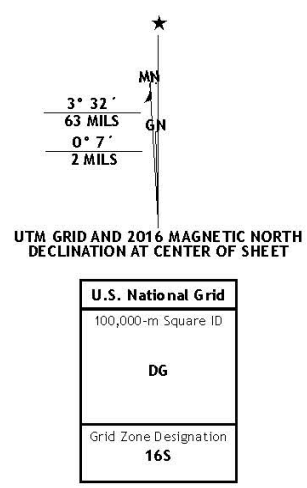 MN
3° 32´
63 MILS
GN
0° 7´
2 MILS
UTM GRID AND 2016 MAGNETIC NORTH
DECLINATION AT CENTER OF SHEET
U.S. National Grid
100,000-m Square ID
DG
Grid Zone Designation
16S